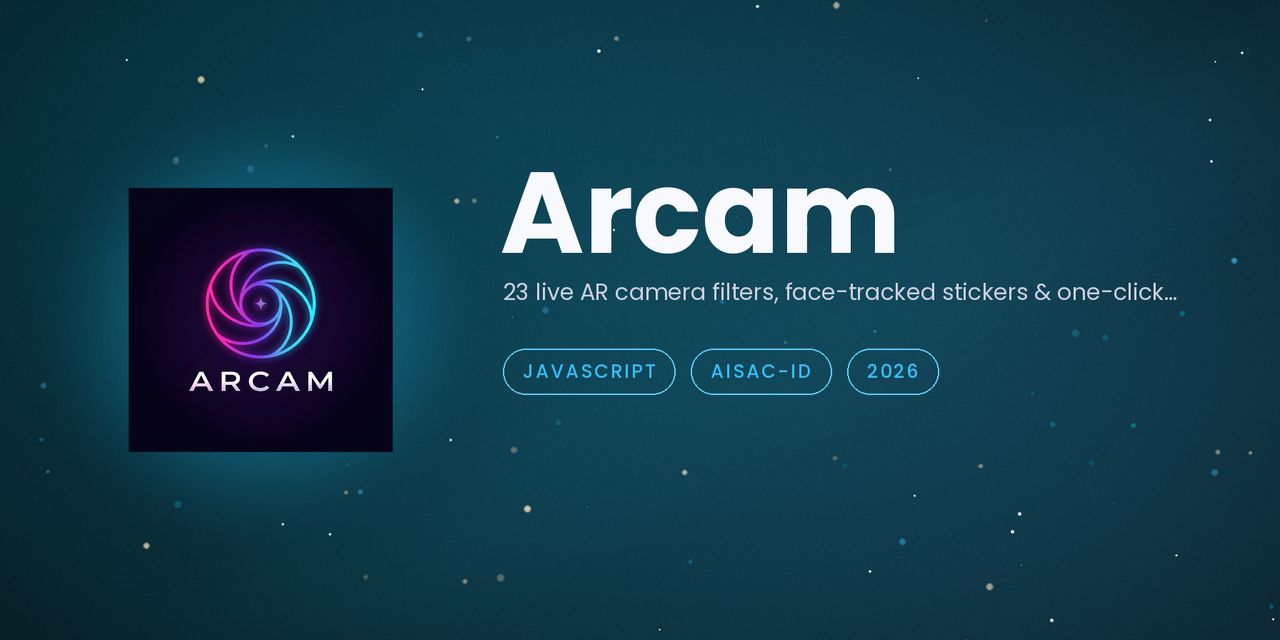 Arcam
23 live AR camera filters, face-tracked stickers & one-click...
JAVASCRIPT AISAC-ID 2026
ARCAM